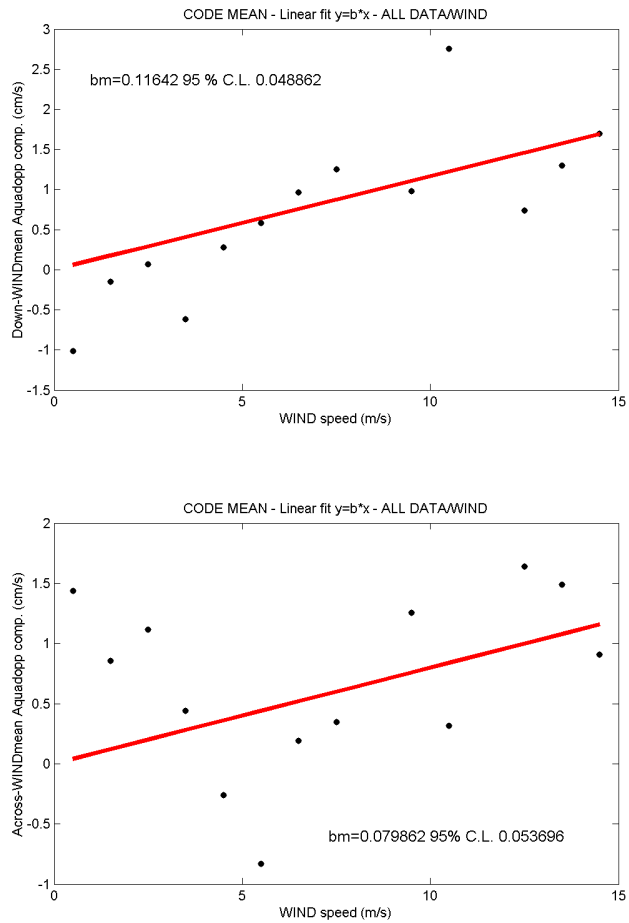 CODE MEAN - Linear fit y=b*x - ALL DATA/WIND
3
2.5
2
1.5
1
0.5
0
-0.5
-1
-1.5
bm=0.11642 95 % C.L. 0.048862
Down-WINDmean Aquadopp comp. (cm/s)
0 5 10 15
WIND speed (m/s)
CODE MEAN - Linear fit y=b*x - ALL DATA/WIND
2
1.5
1
0.5
0
-0.5
-1
Across-WINDmean Aquadopp comp. (cm/s)
bm=0.079862 95% C.L. 0.053696
0 5 10 15
WIND speed (m/s)